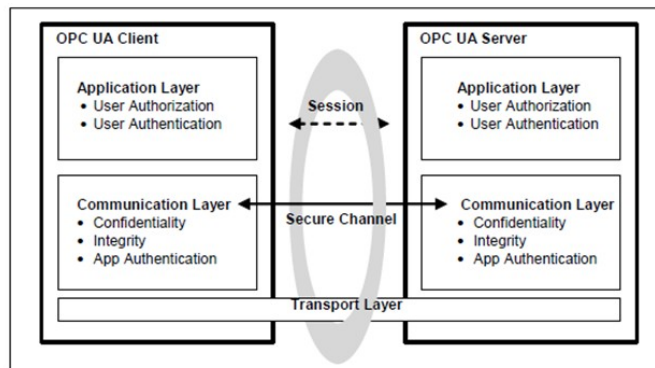 OPC UA Client
Application Layer
• User Authorization
• User Authentication
Communication Layer
• Confidentiality
• Integrity
• App Authentication
Session
Secure Channel
Transport Layer
OPC UA Server
Application Layer
• User Authorization
• User Authentication
Communication Layer
• Confidentiality
• Integrity
• App Authentication